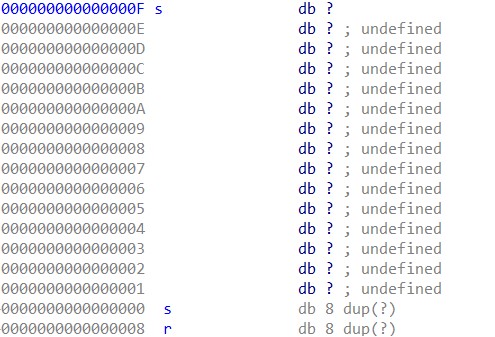 000000000000000F s db ?
000000000000000E db ? ; undefined
000000000000000D db ? ; undefined
000000000000000C db ? ; undefined
000000000000000B db ? ; undefined
000000000000000A db ? ; undefined
0000000000000009 db ? ; undefined
0000000000000008 db ? ; undefined
0000000000000007 db ? ; undefined
0000000000000006 db ? ; undefined
0000000000000005 db ? ; undefined
0000000000000004 db ? ; undefined
0000000000000003 db ? ; undefined
0000000000000002 db ? ; undefined
0000000000000001 db ? ; undefined
0000000000000000 s db 8 dup(?)
0000000000000008 r db 8 dup(?)